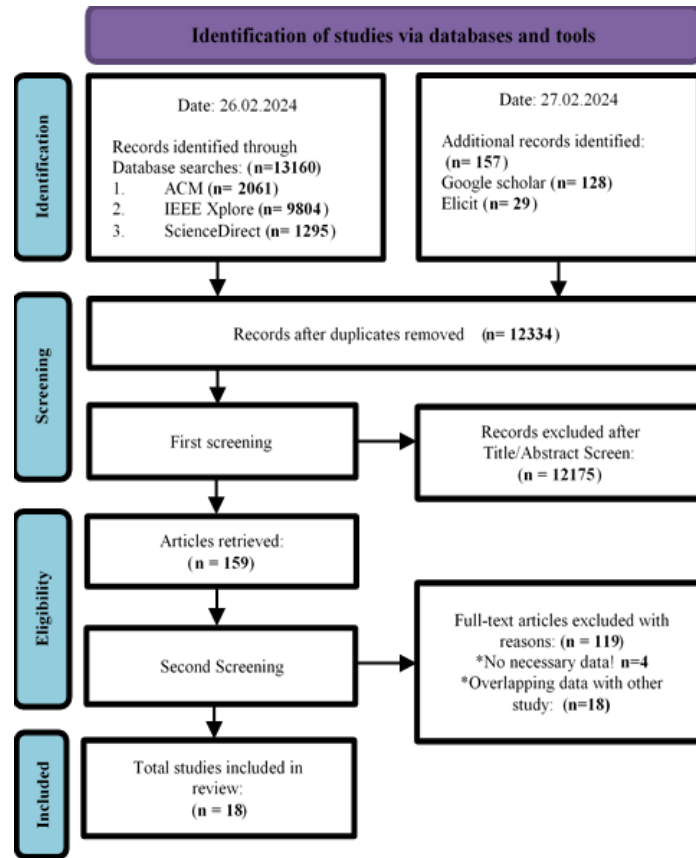 Identification of studies via databases and tools
Identification
Date: 26.02.2024
Records identified through
Database searches: (n=13160)
1. ACM (n= 2061)
2. IEEE Xplore (n= 9804)
3. ScienceDirect (n= 1295)
Date: 27.02.2024
Additional records identified:
(n= 157)
Google scholar (n= 128)
Elicit (n= 29)
Screening
Records after duplicates removed (n= 12334)
First screening
Records excluded after
Title/Abstract Screen:
(n = 12175)
Eligibility
Articles retrieved:
(n = 159)
Second Screening
Full-text articles excluded with
reasons: (n = 119)
*No necessary data! n=4
*Overlapping data with other
study: (n=18)
Included
Total studies included in
review:
(n = 18)